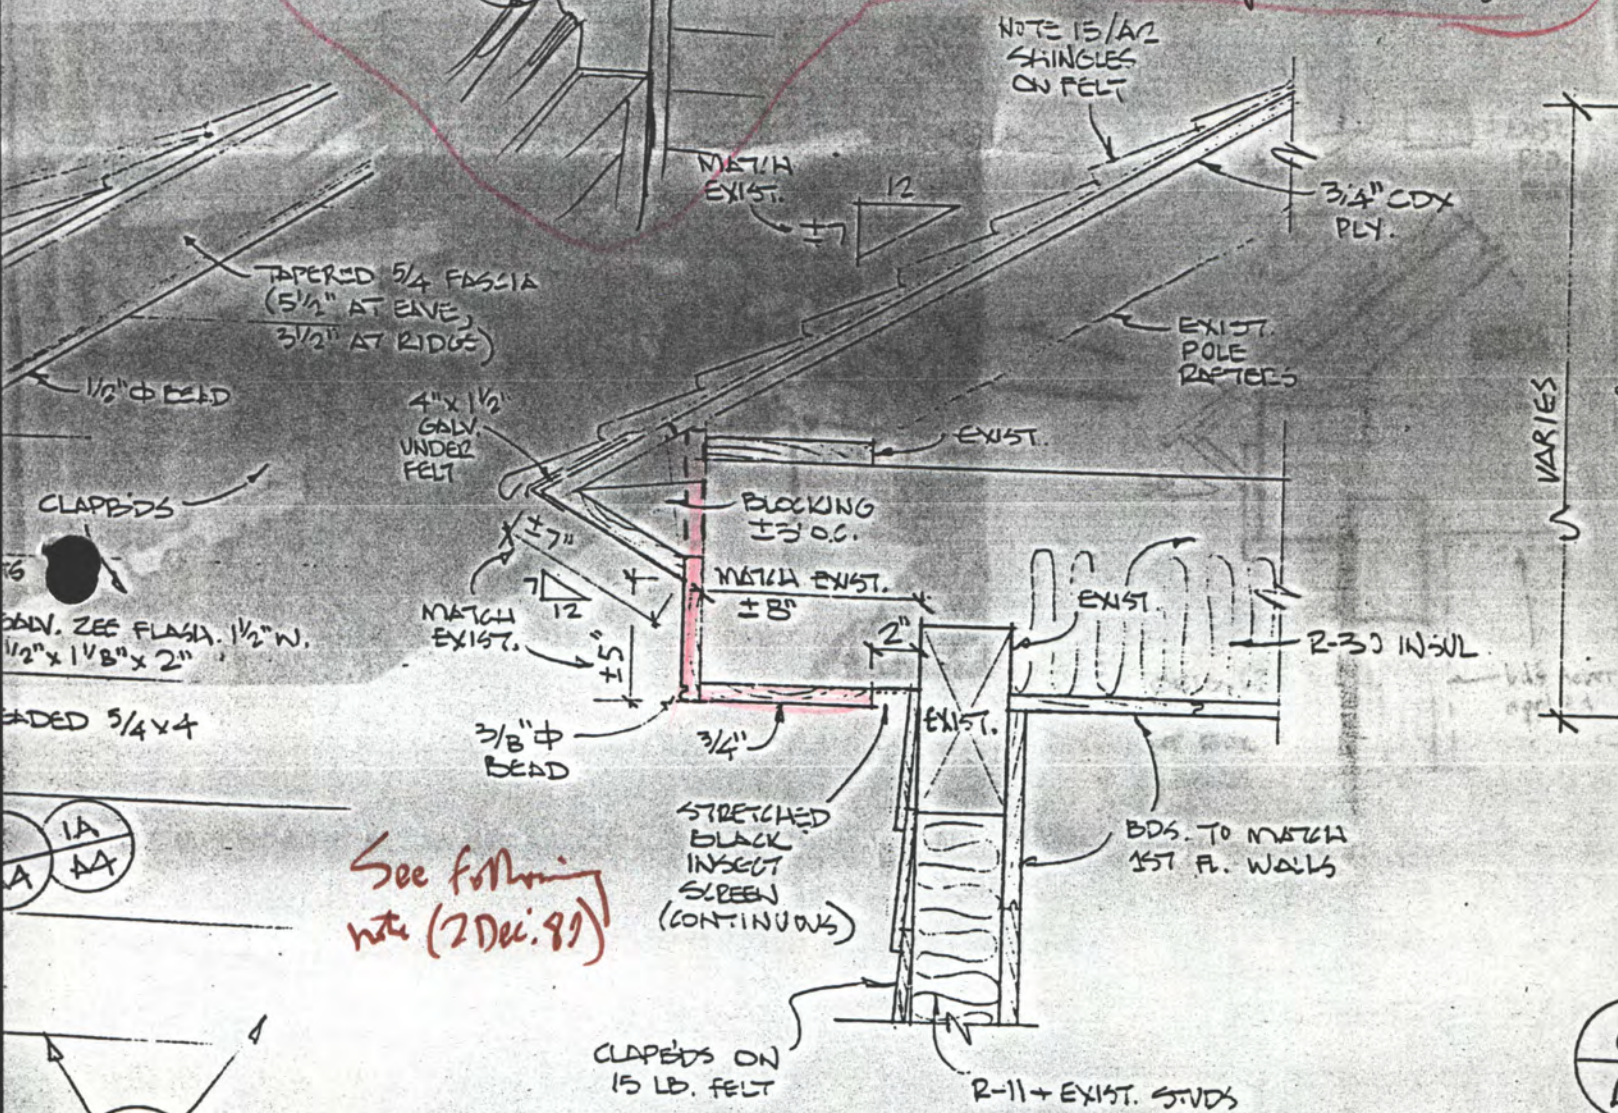 NOTE 15/A2
SHINGLES
ON FELT
MATCH
EXIST.
12
±7
3/4" CDX
PLY.
TAPERED 5/4 FASCIA
(5 1/2" AT EAVE,
3 1/2" AT RIDGE)
EXIST.
POLE
RAFTERS
1/2" Φ BEAD
4" x 1 1/2"
GALV.
UNDER
FELT
EXIST.
VARIES
CLAPB'DS
BLOCKING
±3' O.C.
±7"
7
12
MATCH
EXIST.
MATCH EXIST.
±8"
2"
±5"
EXIST.
R-30 INSUL
GALV. ZEE FLASH. 1 1/2" W.
1/2" x 1 1/8" x 2"
EXIST.
5/4 x 4
3/8" Φ
BEAD
3/4"
STRETCHED
BLACK
INSECT
SCREEN
(CONTINUOUS)
BDS. TO MATCH
1ST FL. WALLS
1A
A4
See following
note (2 Dec. 89)
CLAPB'DS ON
15 LB. FELT
R-11 + EXIST. STUDS